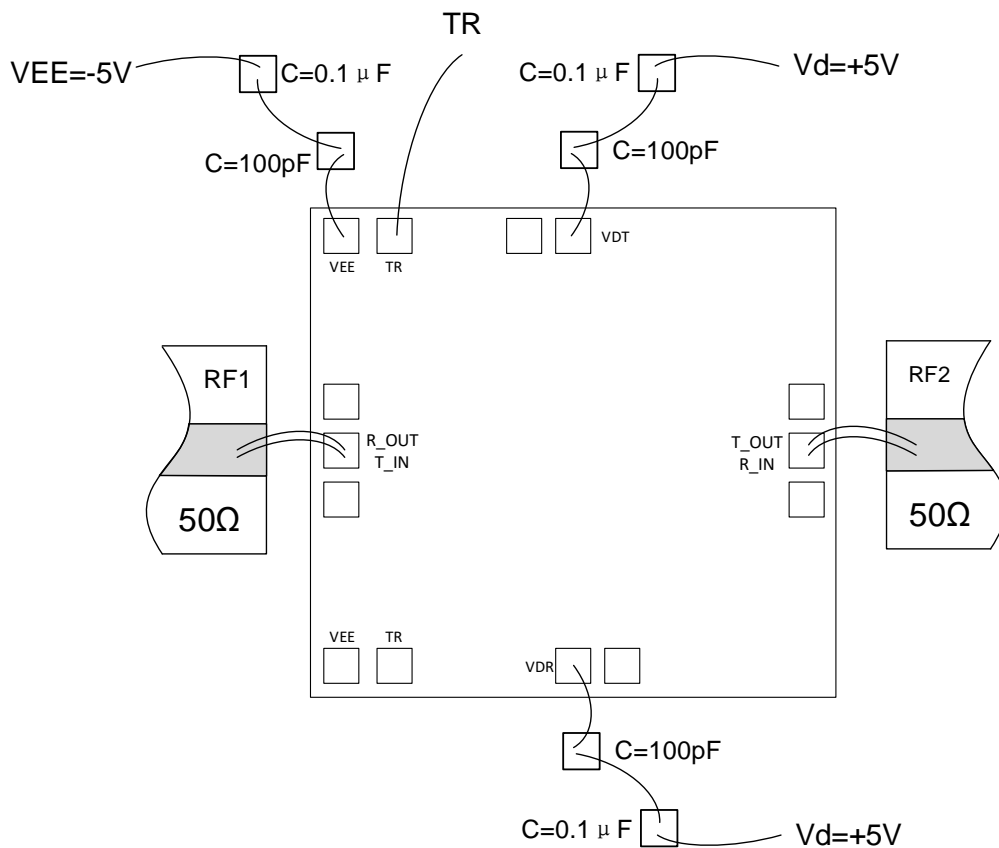 TR
VEE=-5V
C=0.1 μF
C=0.1 μF
Vd=+5V
C=100pF
C=100pF
VEE
TR
VDT
RF1
RF2
R_OUT
T_IN
T_OUT
R_IN
50Ω
50Ω
VEE
TR
VDR
C=100pF
C=0.1 μF
Vd=+5V